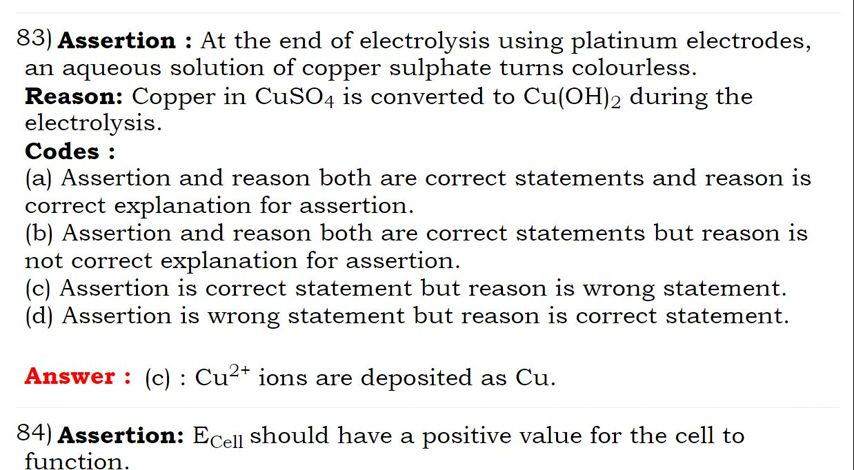 83) Assertion : At the end of electrolysis using platinum electrodes,
an aqueous solution of copper sulphate turns colourless.
Reason: Copper in CuSO₄ is converted to Cu(OH)₂ during the
electrolysis.
Codes :
(a) Assertion and reason both are correct statements and reason is
correct explanation for assertion.
(b) Assertion and reason both are correct statements but reason is
not correct explanation for assertion.
(c) Assertion is correct statement but reason is wrong statement.
(d) Assertion is wrong statement but reason is correct statement.
Answer : (c) : Cu²⁺ ions are deposited as Cu.
84) Assertion: E_Cell should have a positive value for the cell to
function.